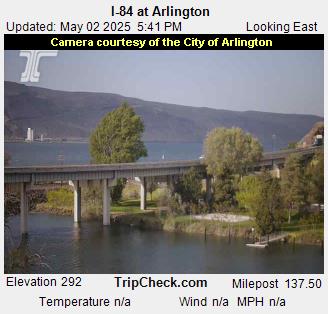 I-84 at Arlington
Updated: May 02 2025 5:41 PM Looking East
Camera courtesy of the City of Arlington
Elevation 292 TripCheck.com Milepost 137.50
Temperature n/a Wind n/a MPH n/a